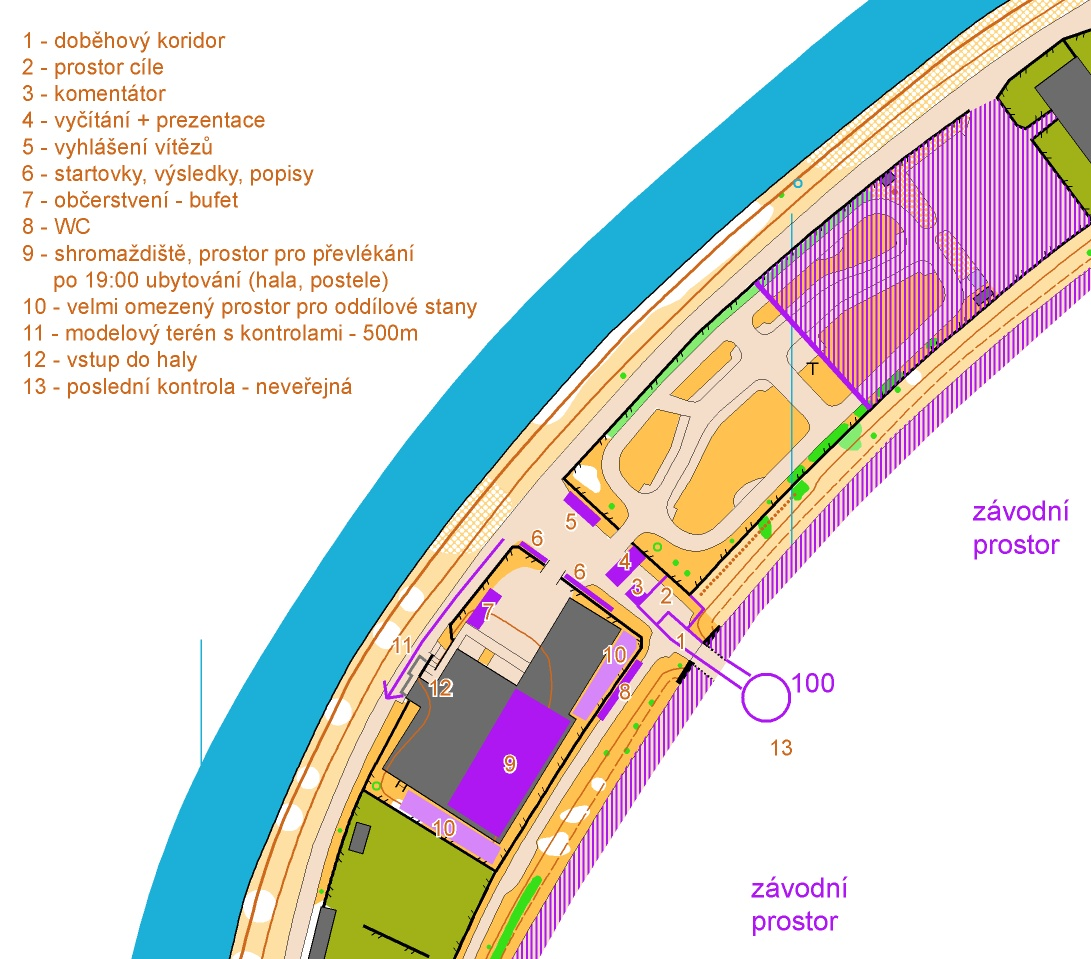 1 - doběhový koridor
2 - prostor cíle
3 - komentátor
4 - vyčítání + prezentace
5 - vyhlášení vítězů
6 - startovky, výsledky, popisy
7 - občerstvení - bufet
8 - WC
9 - shromaždiště, prostor pro převlékání
po 19:00 ubytování (hala, postele)
10 - velmi omezený prostor pro oddílové stany
11 - modelový terén s kontrolami - 500m
12 - vstup do haly
13 - poslední kontrola - neveřejná
T
závodní
prostor
5
6
4
6
3
2
7
1
11
10
12
8
100
13
9
10
závodní
prostor